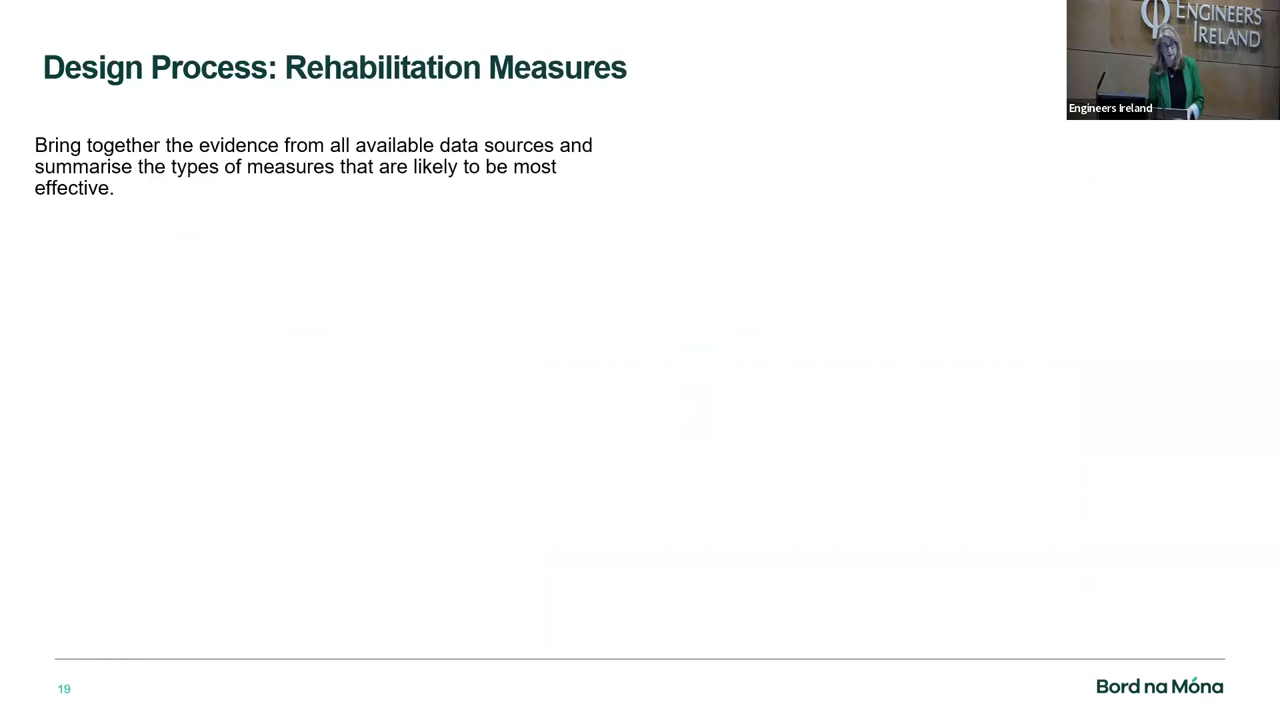 Design Process: Rehabilitation Measures
ENGINEERS
IRELAND
Engineers Ireland
Bring together the evidence from all available data sources and
summarise the types of measures that are likely to be most
effective.
19
Bord na Móna